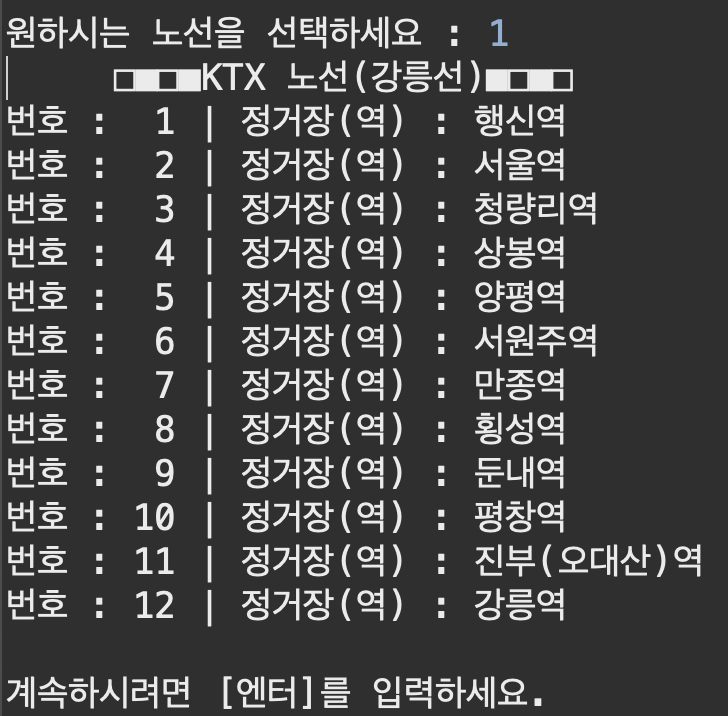 원하시는 노선을 선택하세요 : 1
□■□■KTX 노선(강릉선)■□■□
번호 :  1 | 정거장(역) : 행신역
번호 :  2 | 정거장(역) : 서울역
번호 :  3 | 정거장(역) : 청량리역
번호 :  4 | 정거장(역) : 상봉역
번호 :  5 | 정거장(역) : 양평역
번호 :  6 | 정거장(역) : 서원주역
번호 :  7 | 정거장(역) : 만종역
번호 :  8 | 정거장(역) : 횡성역
번호 :  9 | 정거장(역) : 둔내역
번호 : 10 | 정거장(역) : 평창역
번호 : 11 | 정거장(역) : 진부(오대산)역
번호 : 12 | 정거장(역) : 강릉역
계속하시려면 [엔터]를 입력하세요.